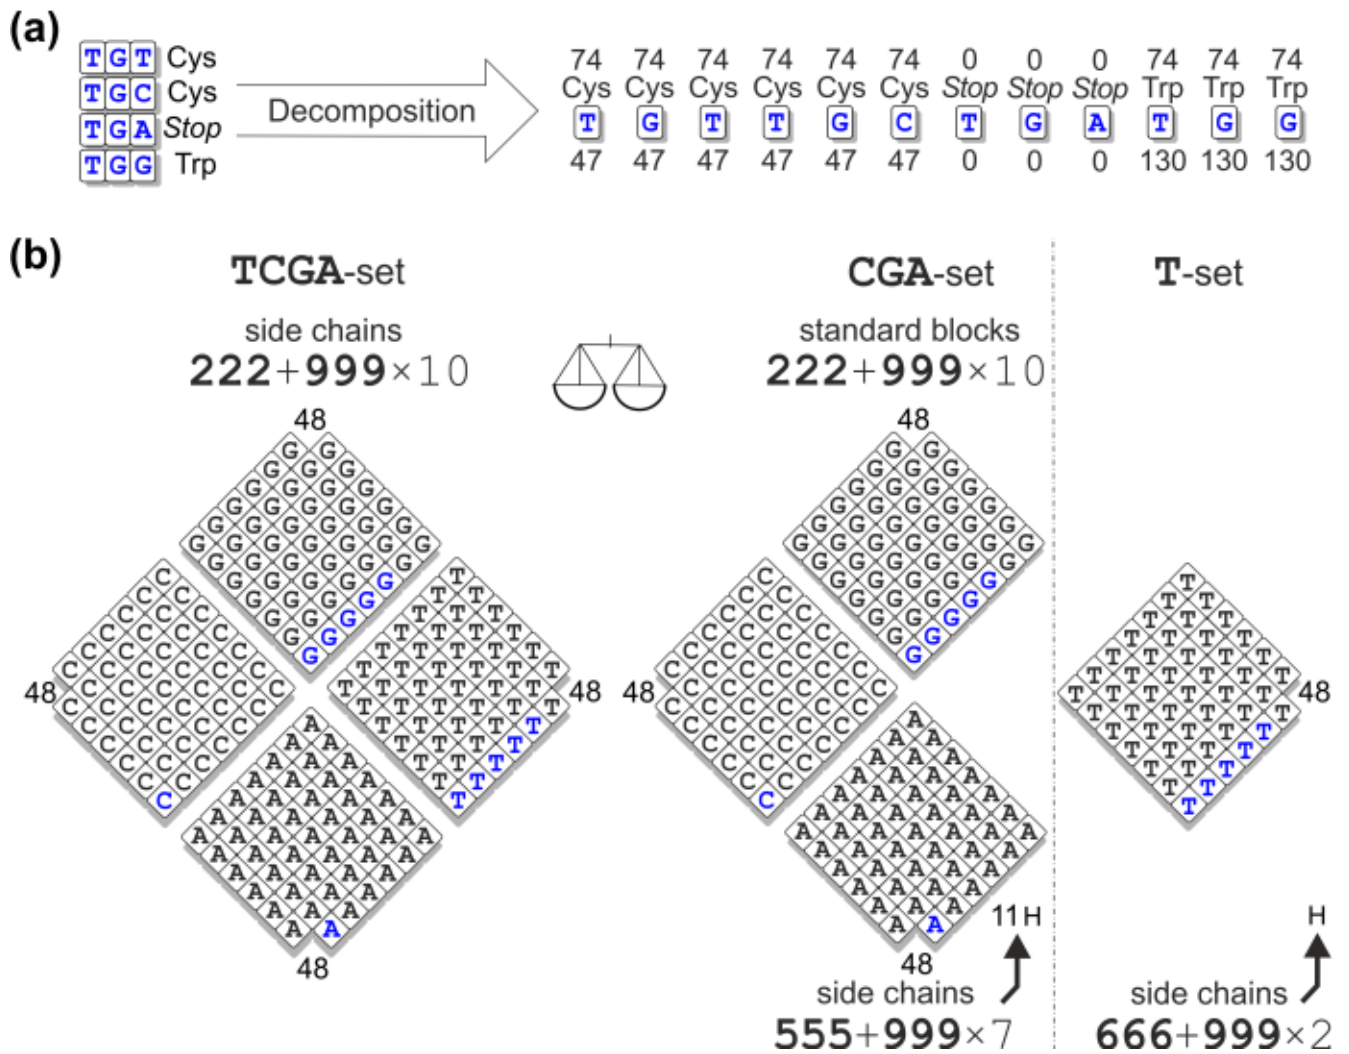 (a)
TGT Cys
TGC Cys
TGA Stop
TGG Trp
Decomposition
74 74 74 74 74 74 0 0 0 74 74 74
Cys Cys Cys Cys Cys Cys Stop Stop Stop Trp Trp Trp
T G T T G C T G A T G G
47 47 47 47 47 47 0 0 0 130 130 130
(b)
TCGA-set
side chains
222+999×10
48
48
48
48
CGA-set
standard blocks
222+999×10
48
48
48
11H
side chains
555+999×7
T-set
48
H
side chains
666+999×2